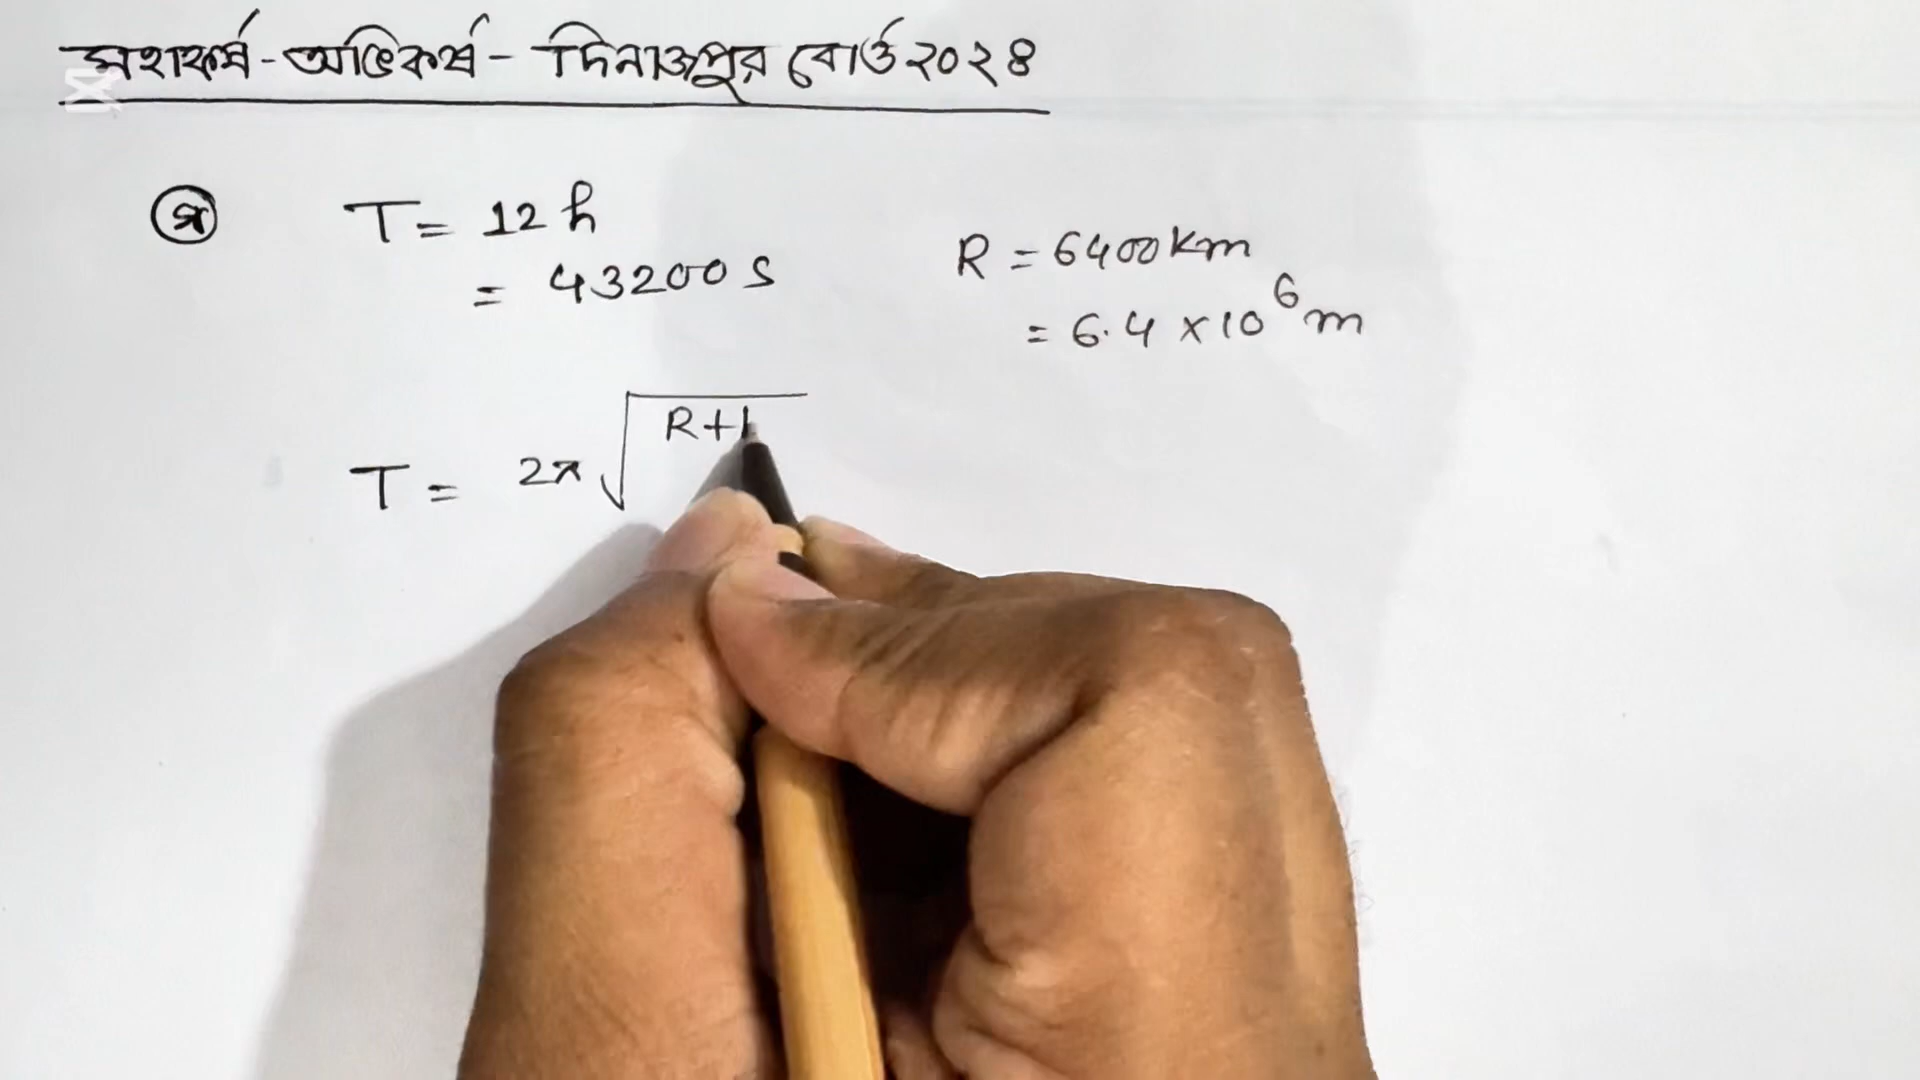 মহাকর্ষ-অভিকর্ষ - দিনাজপুর বোর্ড ২০২৪
গ
T = 12 h
= 43200 s
R = 6400 km
= 6.4 × 10⁶ m
T = 2π √ R+